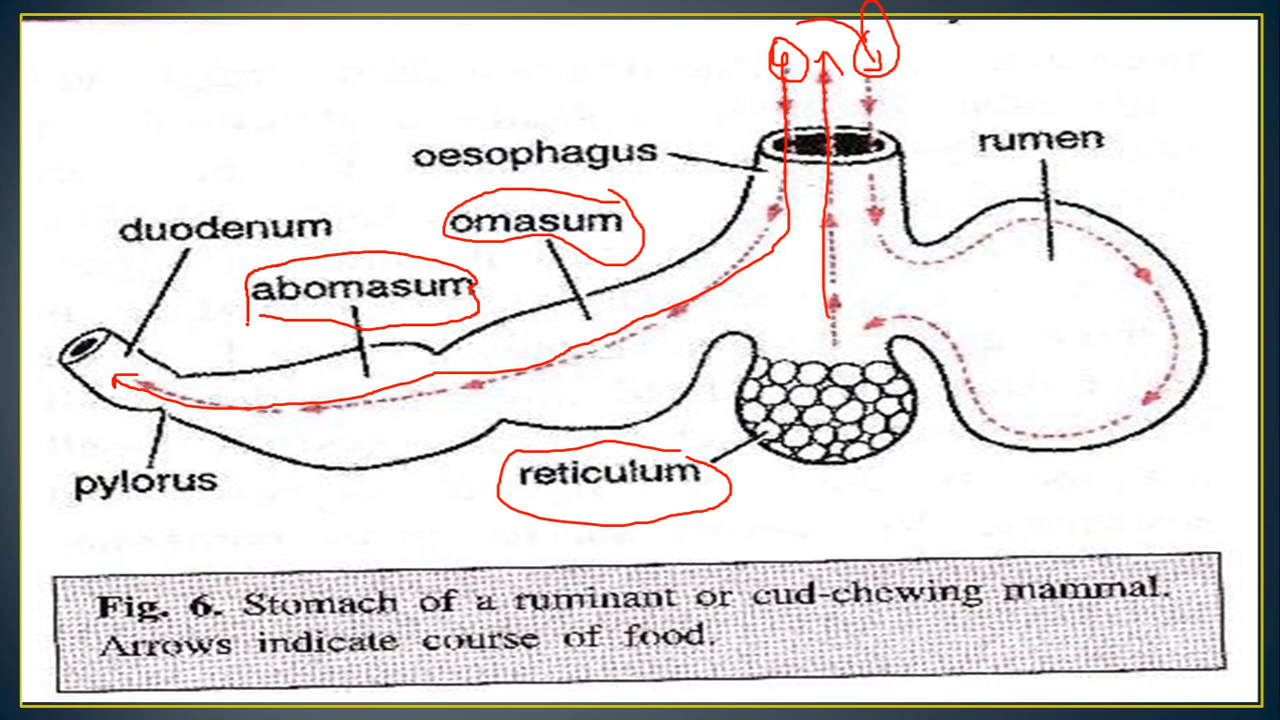 oesophagus
rumen
duodenum
omasum
abomasum
pylorus
reticulum
Fig. 6. Stomach of a ruminant or cud-chewing mammal.
Arrows indicate course of food.